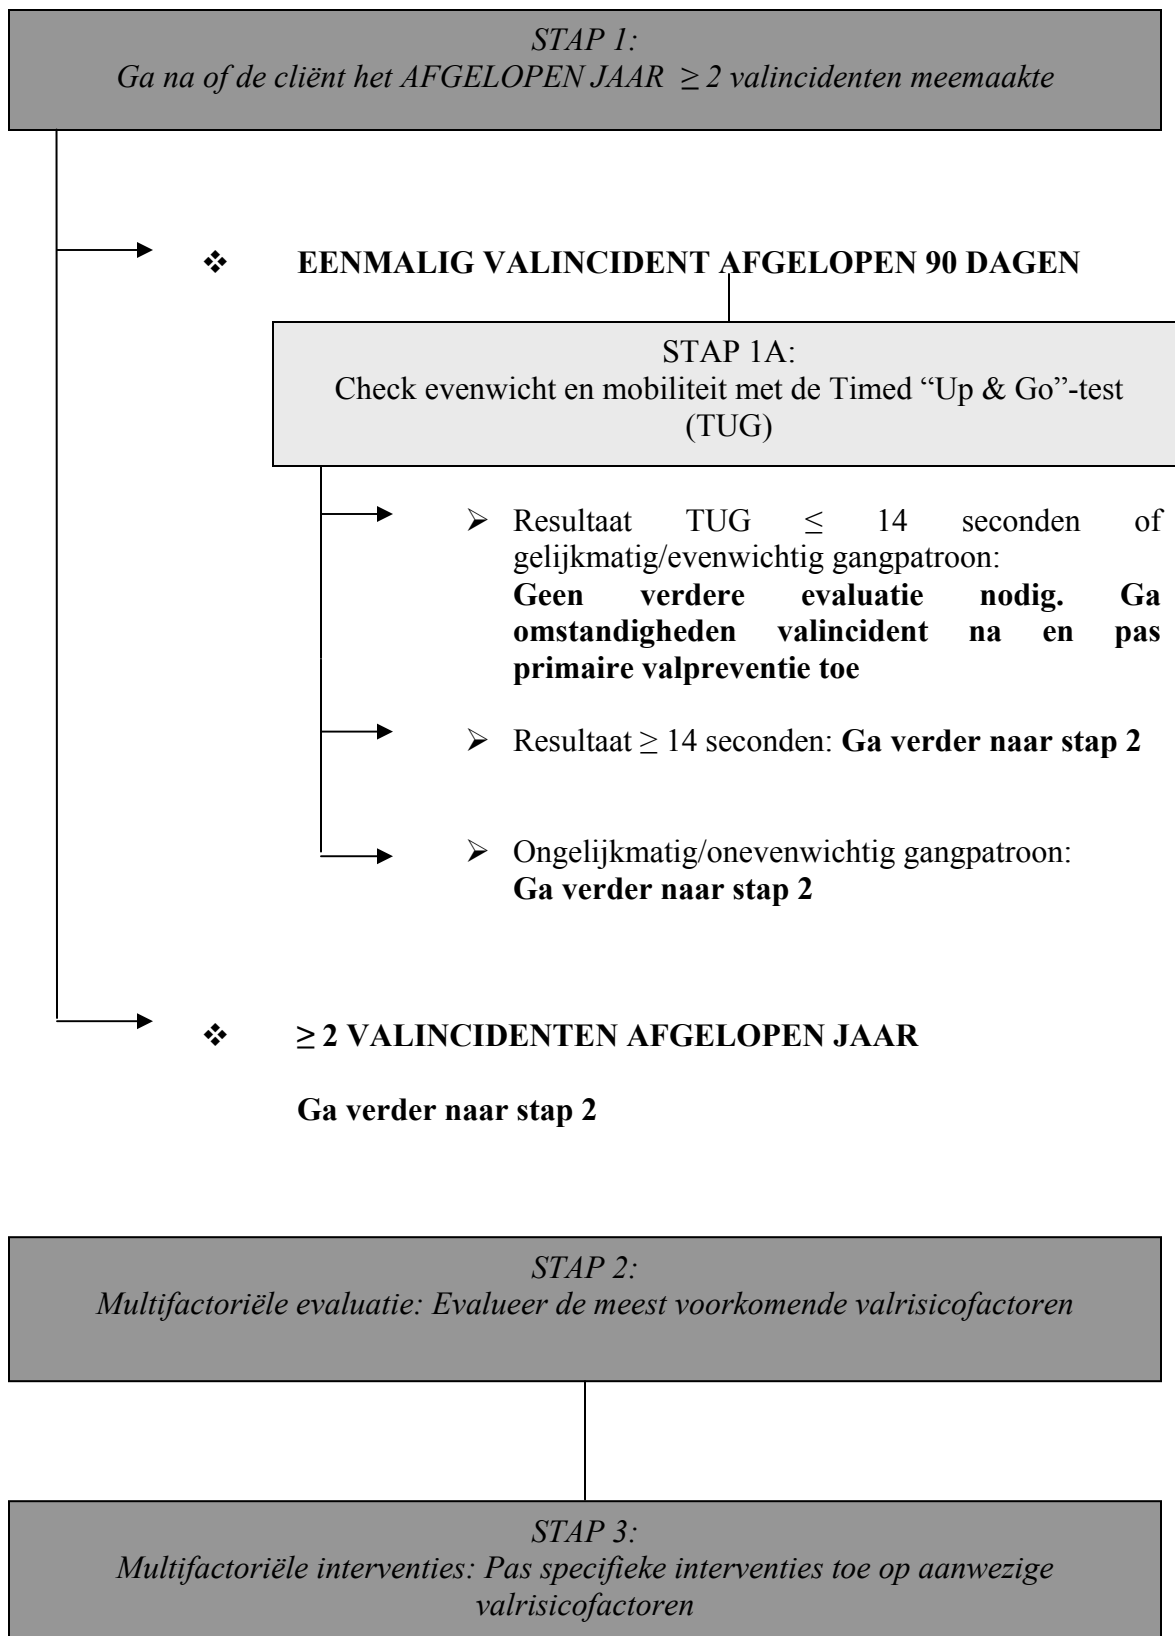 STAP 1:
Ga na of de cliënt het AFGELOPEN JAAR ≥ 2 valincidenten meemaakte
❖ EENMALIG VALINCIDENT AFGELOPEN 90 DAGEN
STAP 1A:
Check evenwicht en mobiliteit met de Timed “Up & Go”-test
(TUG)
➢ Resultaat TUG ≤ 14 seconden of
gelijkmatig/evenwichtig gangpatroon:
Geen verdere evaluatie nodig. Ga
omstandigheden valincident na en pas
primaire valpreventie toe
➢ Resultaat ≥ 14 seconden: Ga verder naar stap 2
➢ Ongelijkmatig/onevenwichtig gangpatroon:
Ga verder naar stap 2
❖ ≥ 2 VALINCIDENTEN AFGELOPEN JAAR
Ga verder naar stap 2
STAP 2:
Multifactoriële evaluatie: Evalueer de meest voorkomende valrisicofactoren
STAP 3:
Multifactoriële interventies: Pas specifieke interventies toe op aanwezige
valrisicofactoren